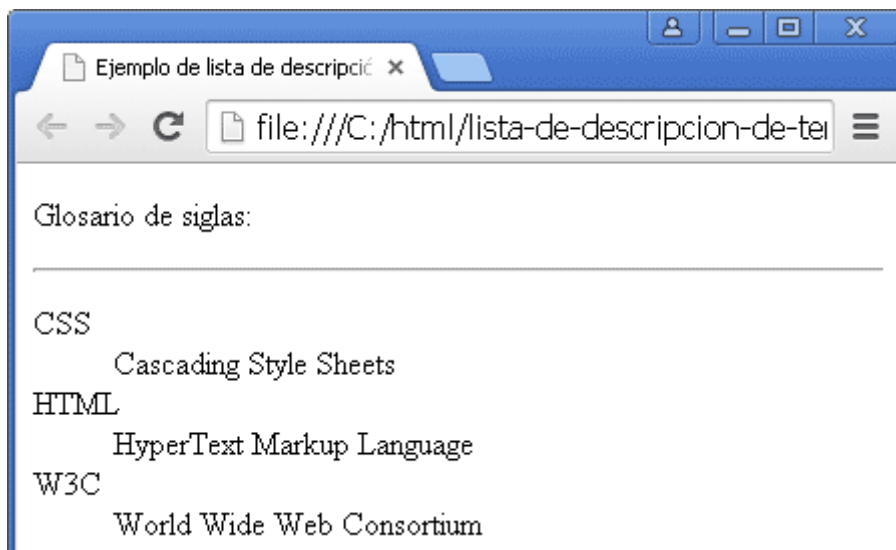 Ejemplo de lista de descripció
file:///C:/html/lista-de-descripcion-de-ter
Glosario de siglas:
CSS
Cascading Style Sheets
HTML
HyperText Markup Language
W3C
World Wide Web Consortium